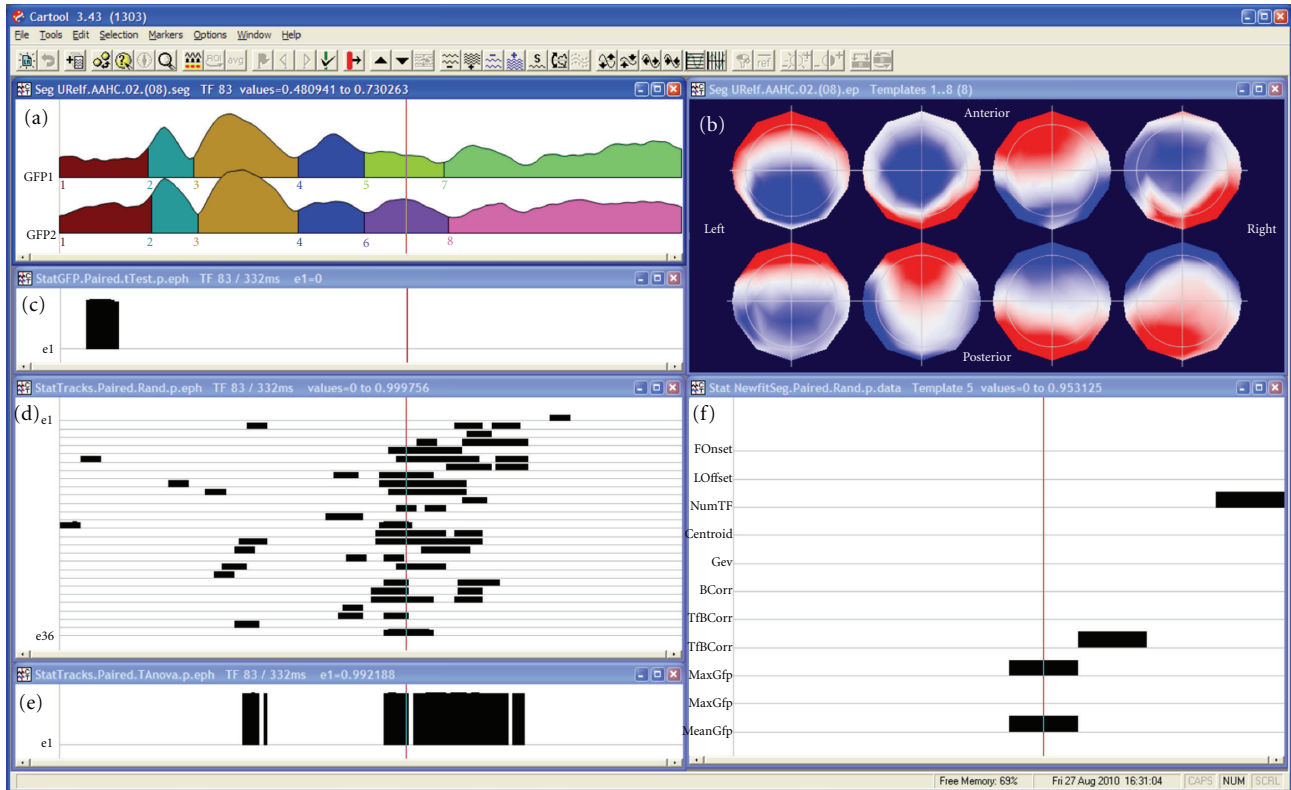 Cartool 3.43 (1303)
File Tools Edit Selection Markers Options Window Help
ROI avg S ref
Seg URelf.AAHC.02.(08).seg TF 83 values=0.480941 to 0.730263
(a)
GFP1
1 2 3 4 5 7
GFP2
1 2 3 4 6 8
Seg URelf.AAHC.02.(08).ep Templates 1..8 (8)
(b)
Anterior
Left
Right
Posterior
StatGFP.Paired.tTest.p.eph TF 83 / 332ms e1=0
(c)
e1
StatTracks.Paired.Rand.p.eph TF 83 / 332ms values=0 to 0.999756
(d)
e1
e36
StatTracks.Paired.TAnova.p.eph TF 83 / 332ms e1=0.992188
(e)
e1
Stat NewfitSeg.Paired.Rand.p.data Template 5 values=0 to 0.953125
(f)
FOnset
LOffset
NumTF
Centroid
Gev
BCorr
TfBCorr
TfBCorr
MaxGfp
MaxGfp
MeanGfp
Free Memory: 69% Fri 27 Aug 2010 16:31:04 CAPS NUM SCRL